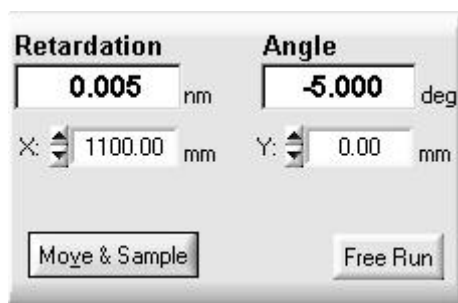 Retardation Angle
0.005 nm -5.000 deg
X: 1100.00 mm Y: 0.00 mm
Move & Sample Free Run